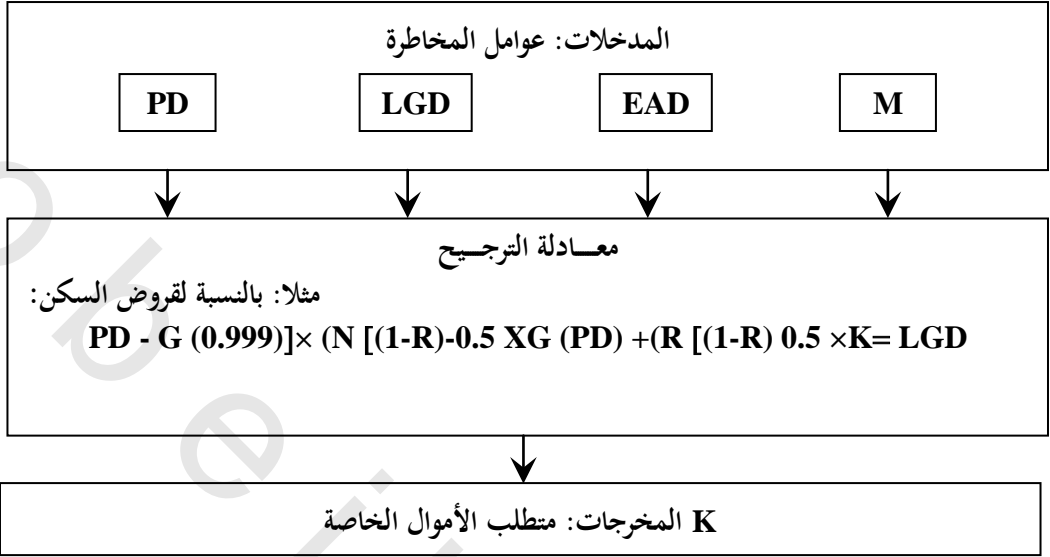 المدخلات: عوامل المخاطرة
PD LGD EAD M
معـــادلة الترجـــيح
مثلا: بالنسبة لقروض السكن:
PD - G (0.999)]× (N [(1-R)-0.5 XG (PD) +(R [(1-R) 0.5 ×K= LGD
K المخرجات: متطلب الأموال الخاصة